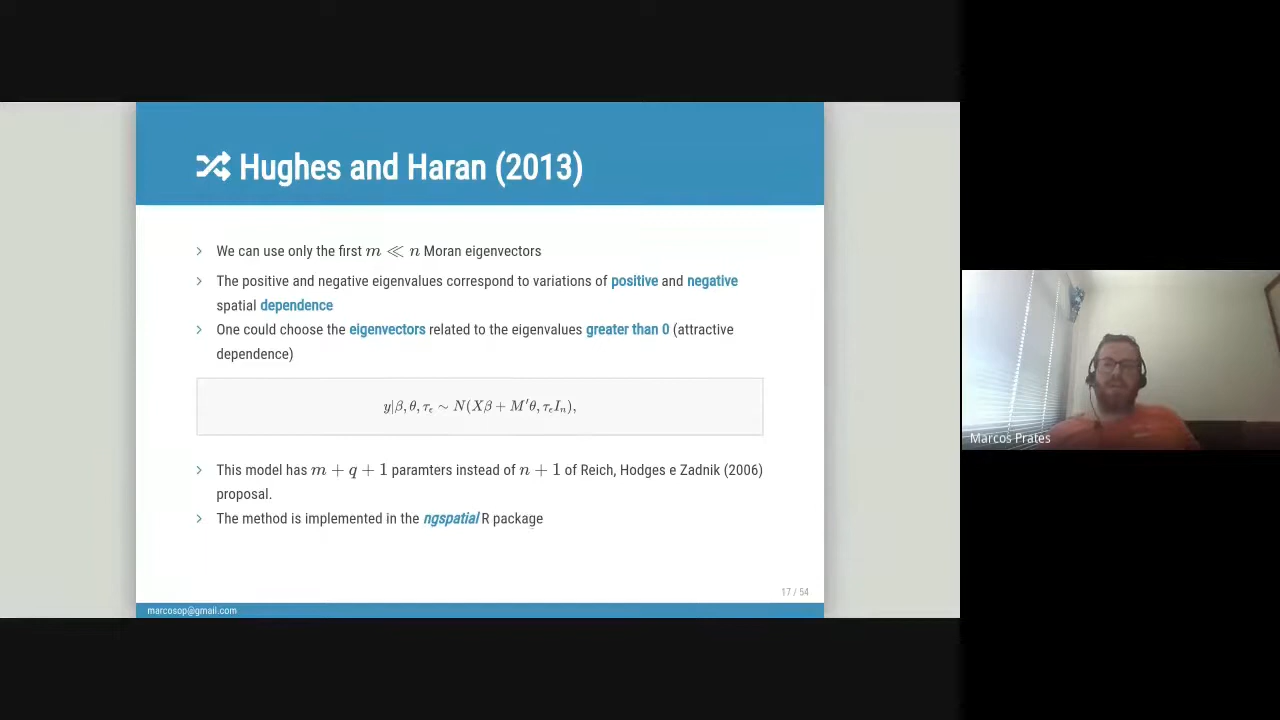 Hughes and Haran (2013)
We can use only the first m ≪ n Moran eigenvectors
The positive and negative eigenvalues correspond to variations of positive and negative
spatial dependence
One could choose the eigenvectors related to the eigenvalues greater than 0 (attractive
dependence)
y|β, θ, τϵ ∼ N(Xβ + M′θ, τϵIn),
This model has m + q + 1 paramters instead of n + 1 of Reich, Hodges e Zadnik (2006)
proposal.
The method is implemented in the ngspatial R package
17 / 54
marcosop@gmail.com
Marcos Prates